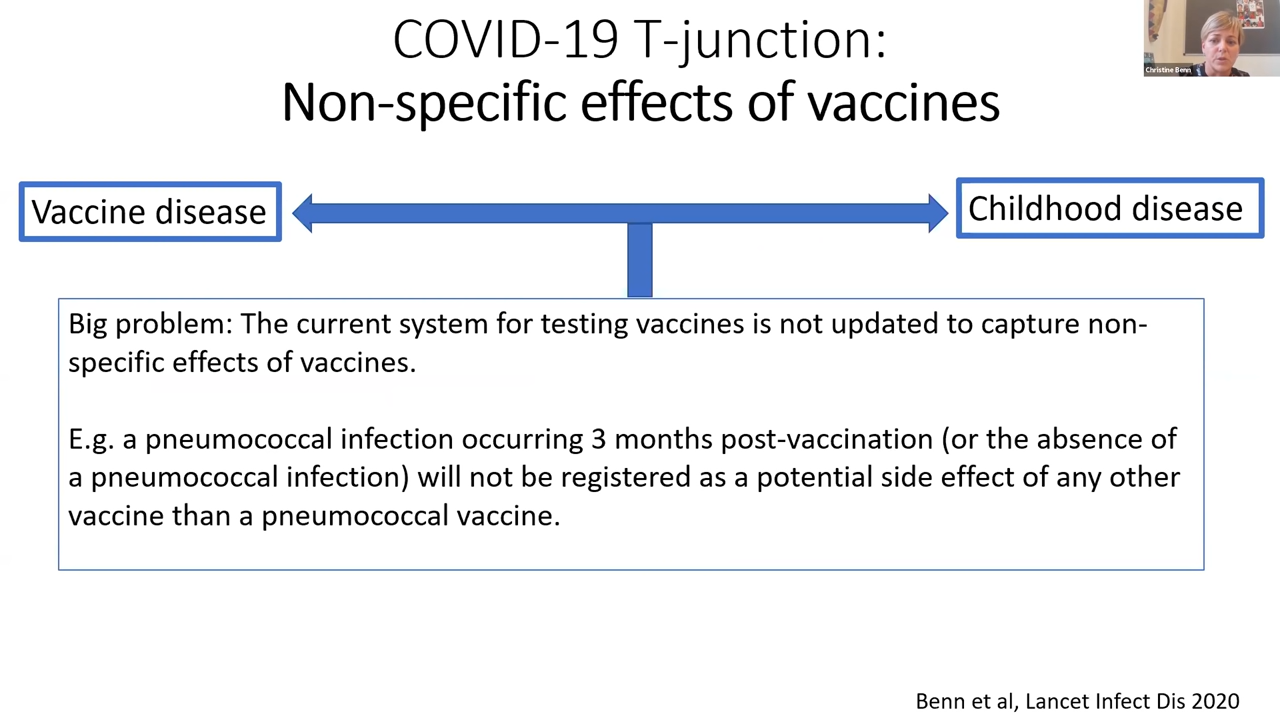 COVID-19 T-junction:
Non-specific effects of vaccines
Christine Benn
Vaccine disease
Childhood disease
Big problem: The current system for testing vaccines is not updated to capture non-
specific effects of vaccines.
E.g. a pneumococcal infection occurring 3 months post-vaccination (or the absence of
a pneumococcal infection) will not be registered as a potential side effect of any other
vaccine than a pneumococcal vaccine.
Benn et al, Lancet Infect Dis 2020